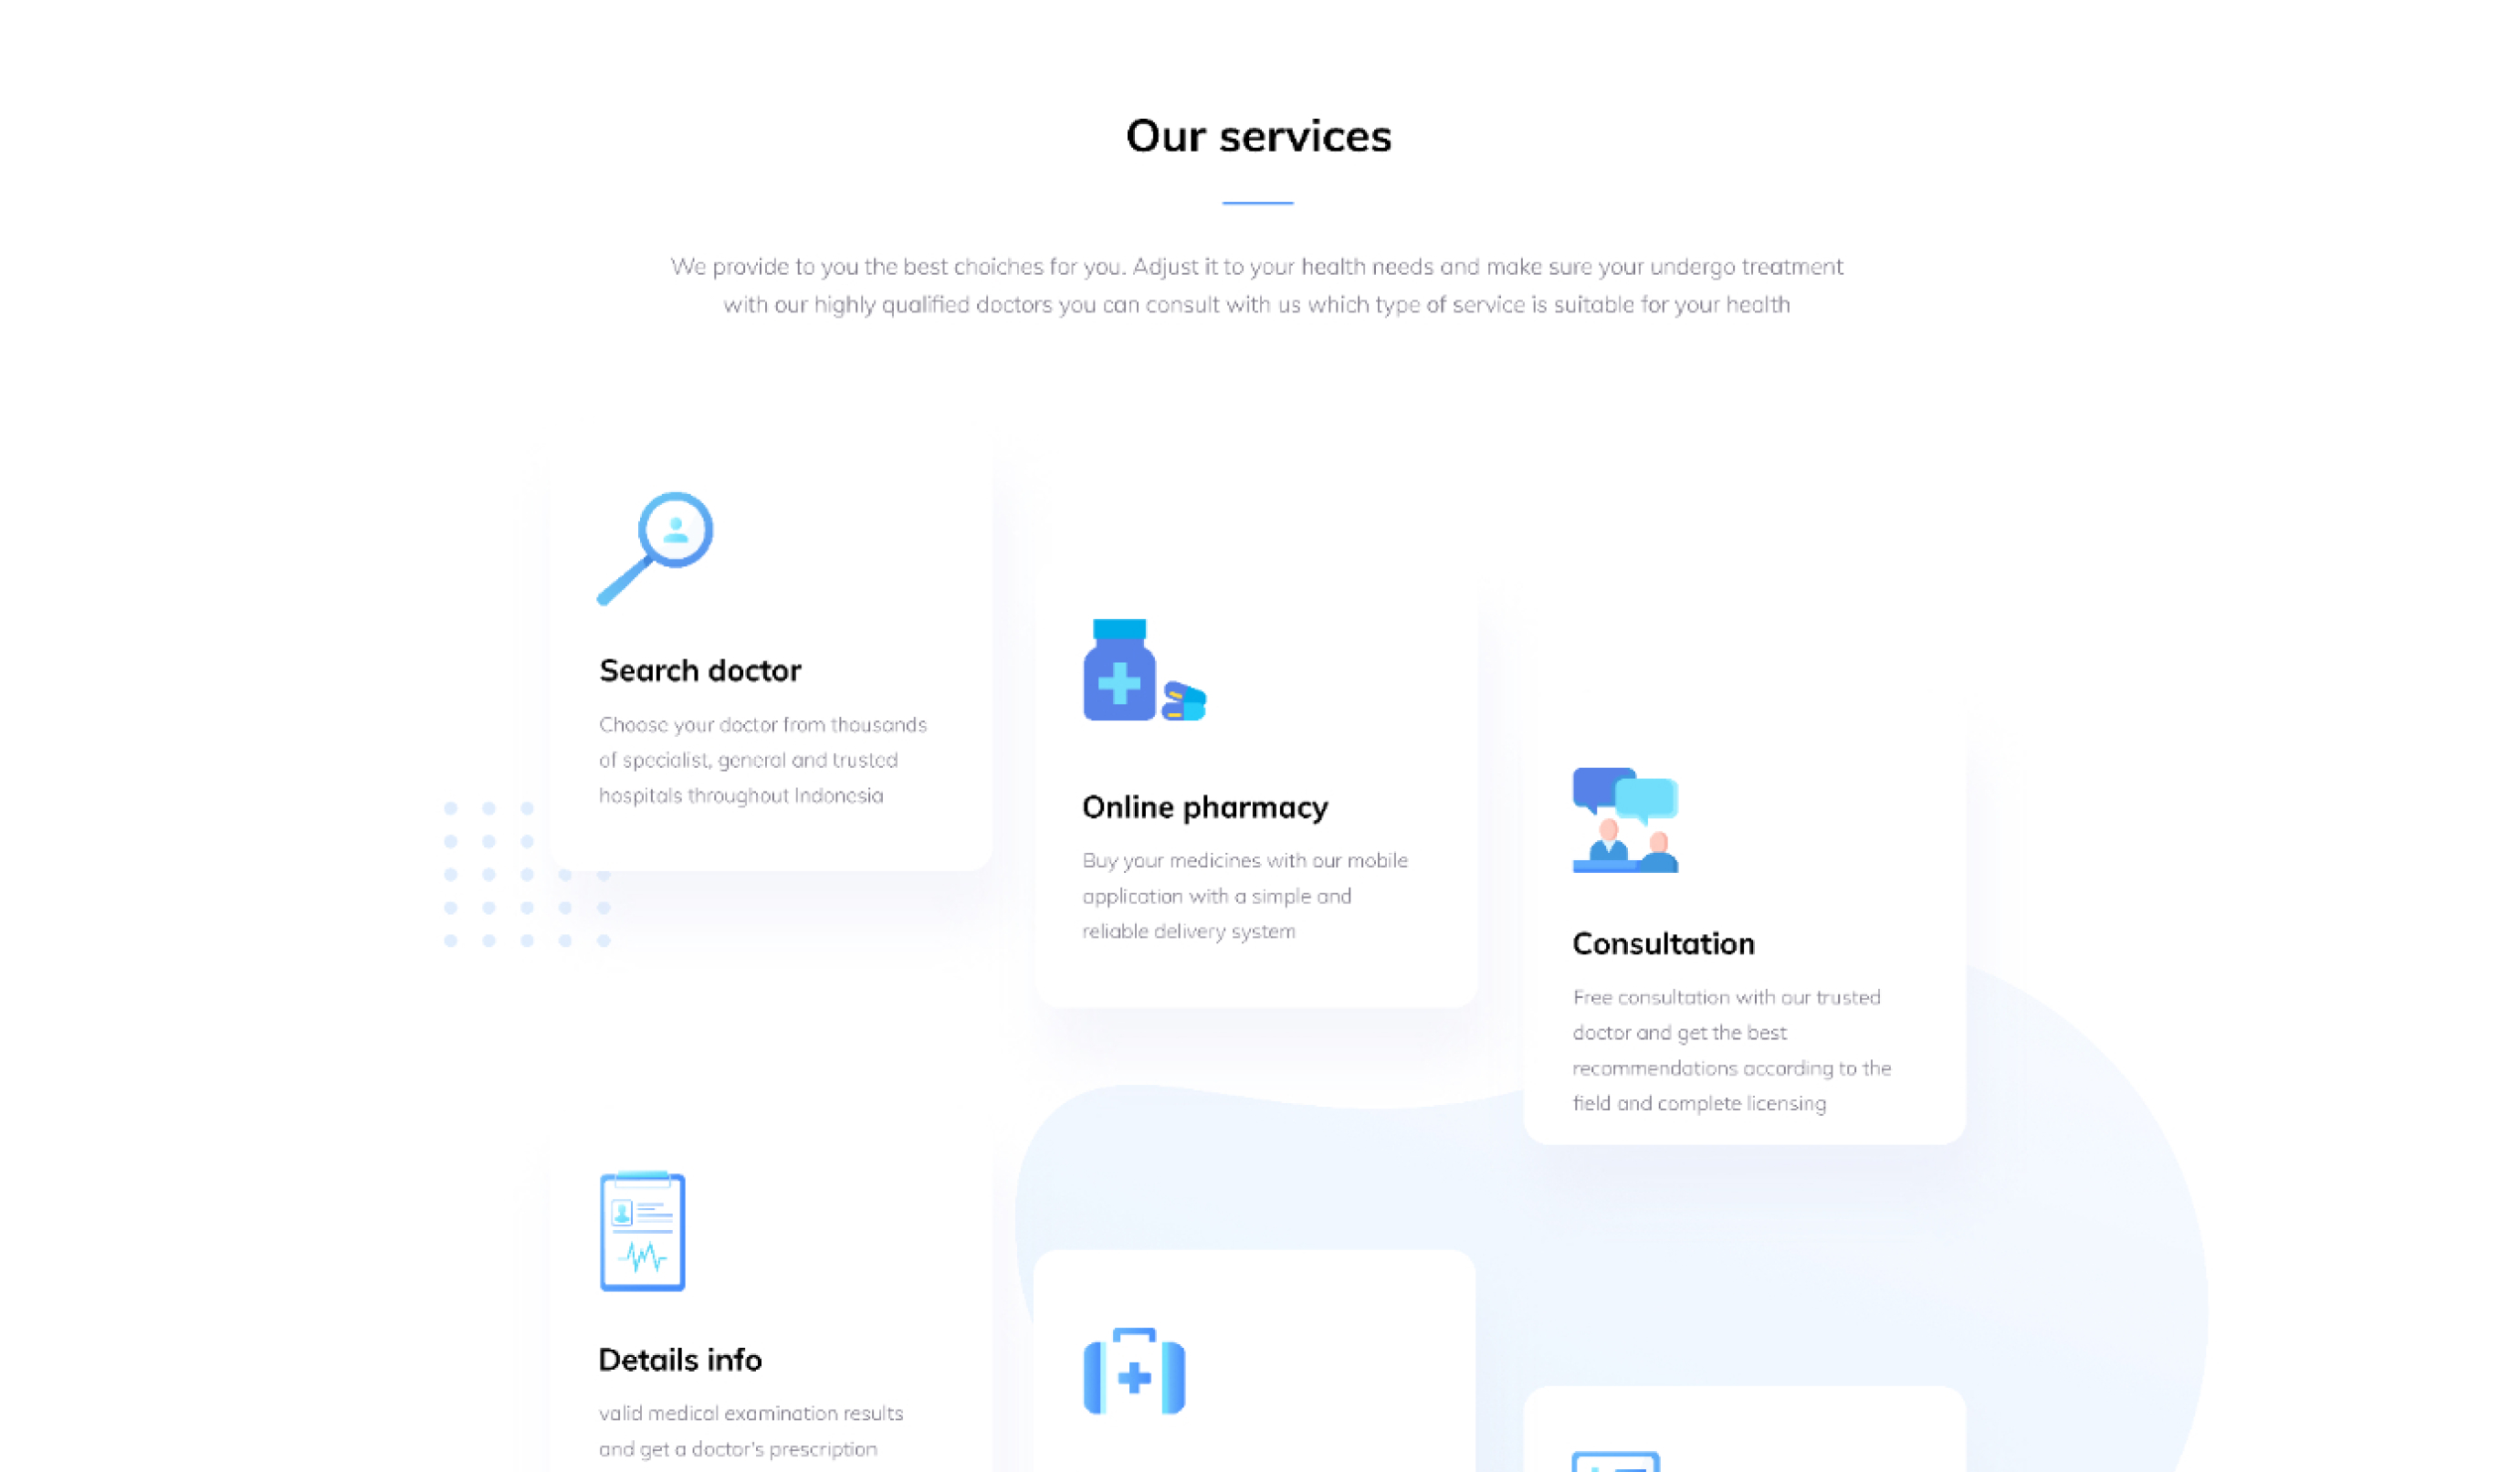 Our services
We provide to you the best choiches for you. Adjust it to your health needs and make sure your undergo treatment
with our highly qualified doctors you can consult with us which type of service is suitable for your health
Search doctor
Choose your doctor from thousands
of specialist, general and trusted
hospitals throughout Indonesia
Online pharmacy
Buy your medicines with our mobile
application with a simple and
reliable delivery system
Consultation
Free consultation with our trusted
doctor and get the best
recommendations according to the
field and complete licensing
Details info
valid medical examination results
and get a doctor's prescription